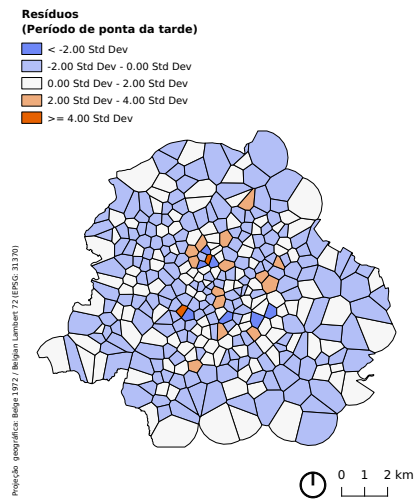 Resíduos
(Período de ponta da tarde)
< -2.00 Std Dev
-2.00 Std Dev - 0.00 Std Dev
0.00 Std Dev - 2.00 Std Dev
2.00 Std Dev - 4.00 Std Dev
>= 4.00 Std Dev
Projeção geográfica: Belge 1972 / Belgian Lambert 72 (EPSG: 31370)
0 1 2 km